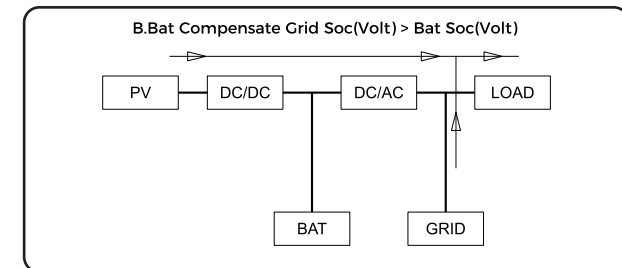 B.Bat Compensate Grid Soc(Volt) > Bat Soc(Volt)
PV DC/DC DC/AC LOAD
BAT GRID